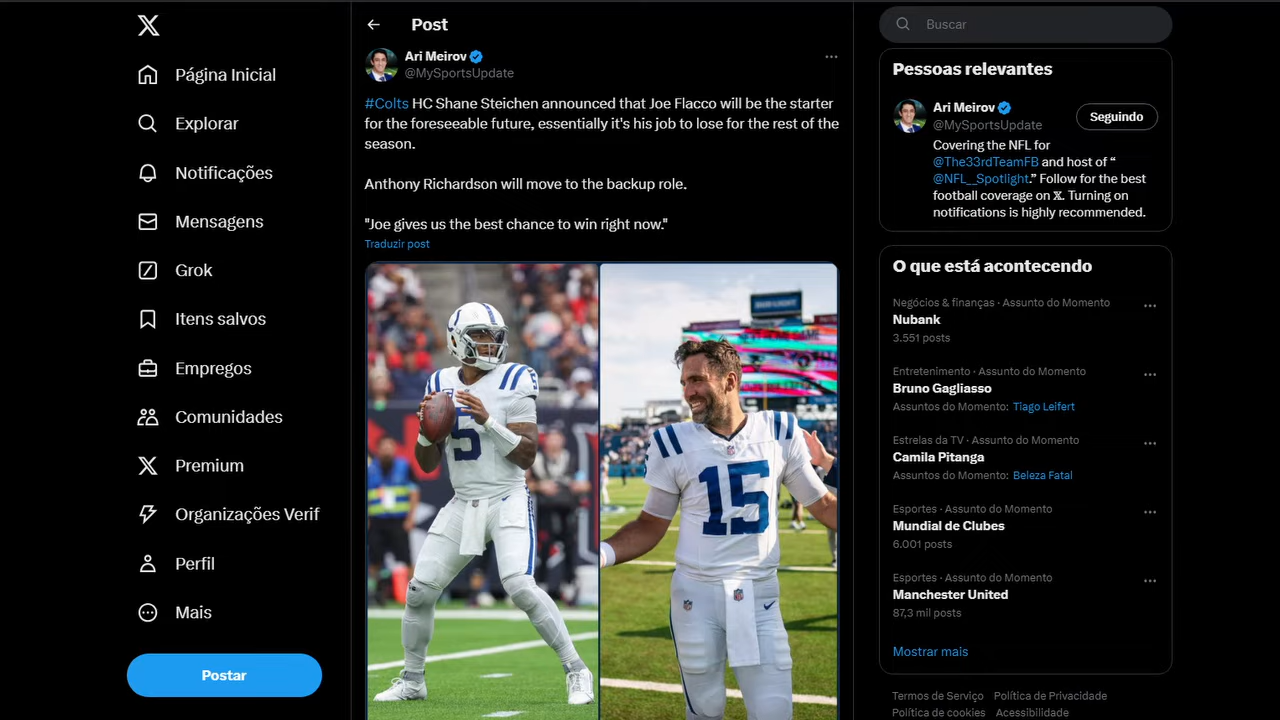 Página Inicial
Explorar
Notificações
Mensagens
Grok
Itens salvos
Empregos
Comunidades
Premium
Organizações Verif
Perfil
Mais
Postar
Post
Ari Meirov
@MySportsUpdate
#Colts HC Shane Steichen announced that Joe Flacco will be the starter
for the foreseeable future, essentially it's his job to lose for the rest of the
season.
Anthony Richardson will move to the backup role.
"Joe gives us the best chance to win right now."
Traduzir post
5
5
15
Buscar
Pessoas relevantes
Ari Meirov
@MySportsUpdate
Seguindo
Covering the NFL for
@The33rdTeamFB and host of “
@NFL__Spotlight.” Follow for the best
football coverage on 𝕏. Turning on
notifications is highly recommended.
O que está acontecendo
Negócios & finanças · Assunto do Momento
Nubank
3.551 posts
Entretenimento · Assunto do Momento
Bruno Gagliasso
Assuntos do Momento: Tiago Leifert
Estrelas da TV · Assunto do Momento
Camila Pitanga
Assuntos do Momento: Beleza Fatal
Esportes · Assunto do Momento
Mundial de Clubes
6.001 posts
Esportes · Assunto do Momento
Manchester United
87,3 mil posts
Mostrar mais
Termos de Serviço Política de Privacidade
Política de cookies Acessibilidade